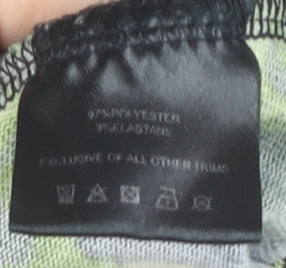 97%POLYESTER
3%ELASTANE
EXCLUSIVE OF ALL OTHER TRIMS